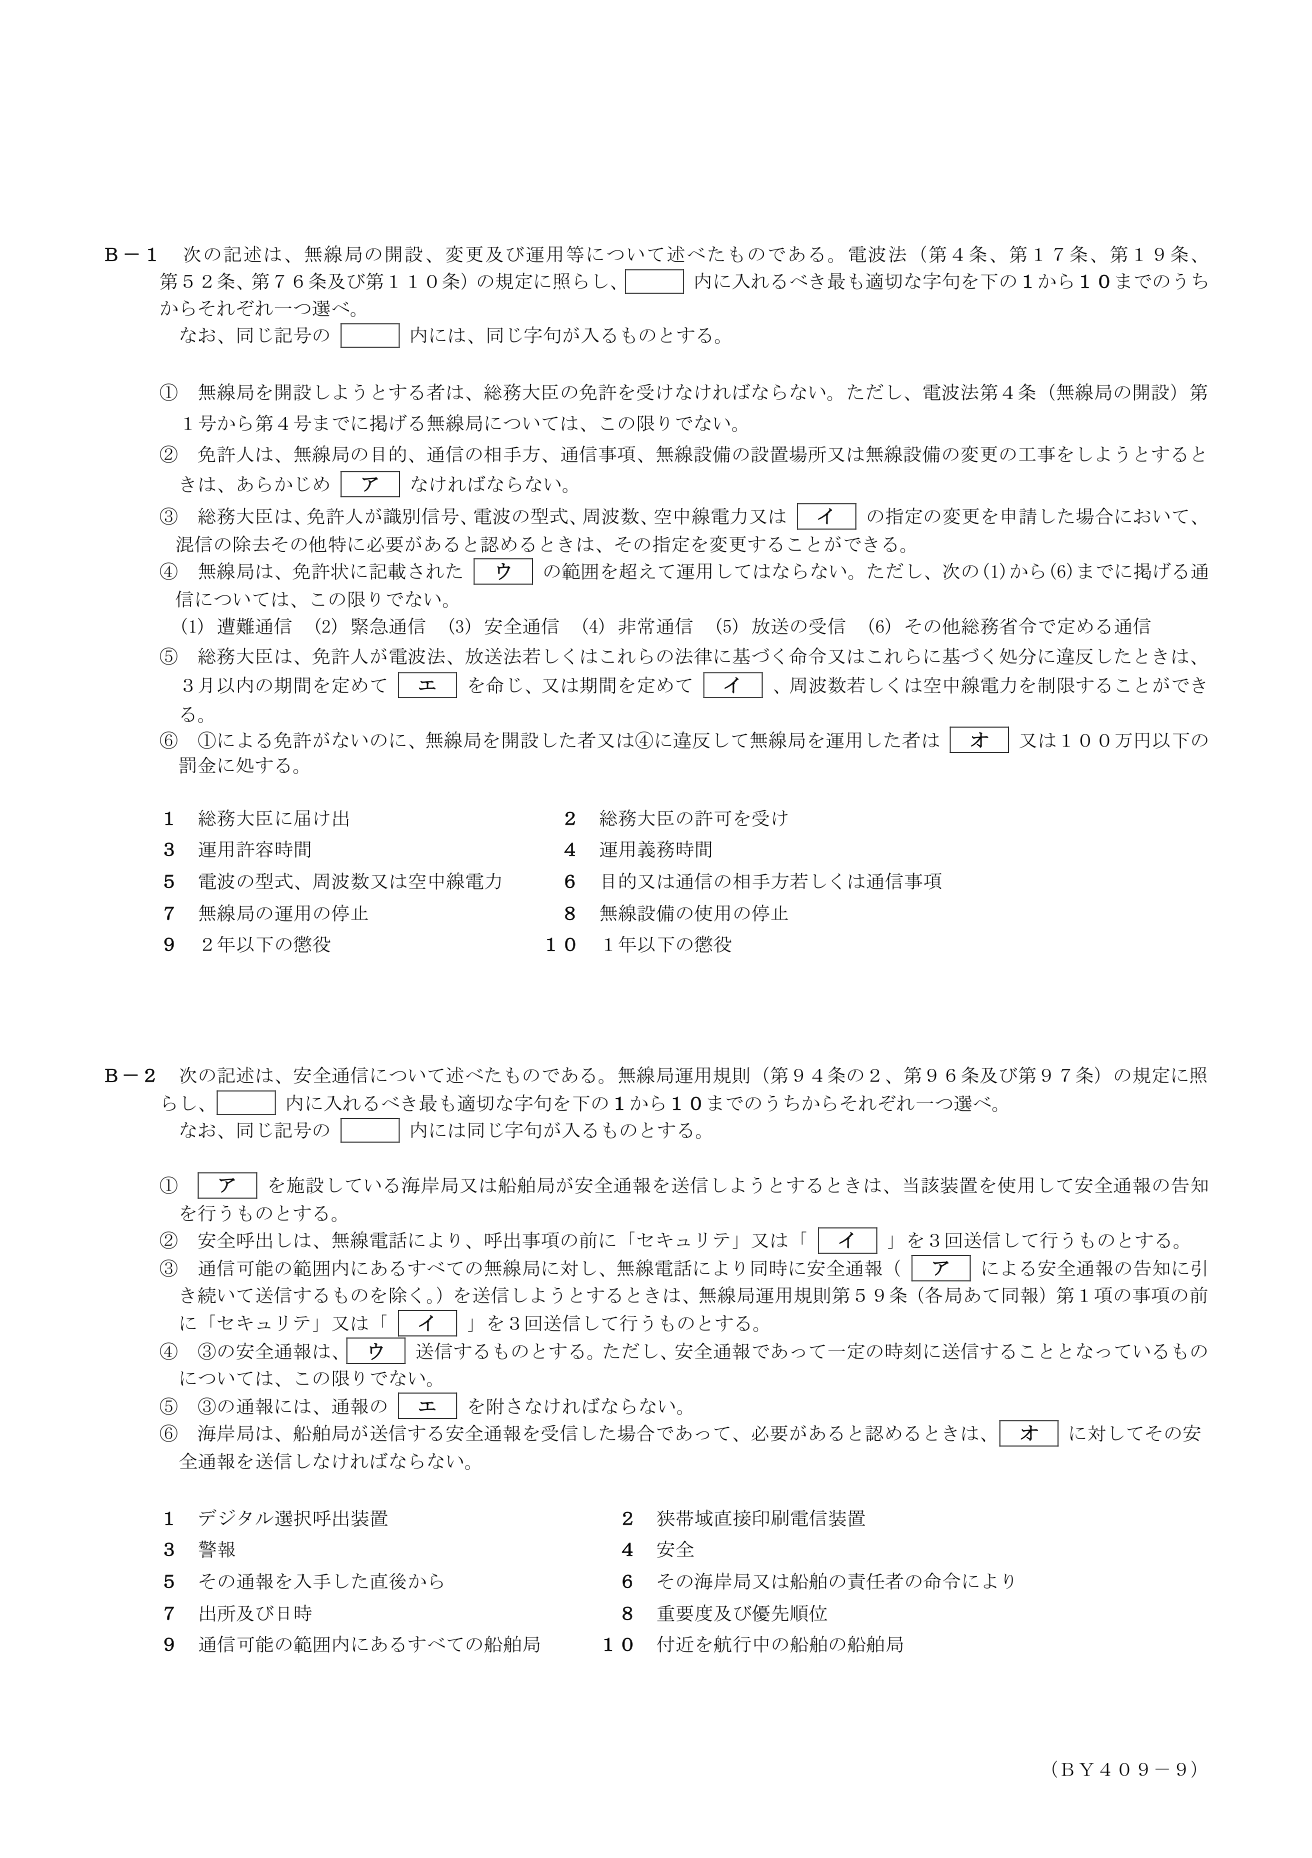 Ｂ－１　次の記述は、無線局の開設、変更及び運用等について述べたものである。電波法（第４条、第１７条、第１９条、
第５２条、第７６条及び第１１０条）の規定に照らし、　　　内に入れるべき最も適切な字句を下の１から１０までのうち
からそれぞれ一つ選べ。
なお、同じ記号の　　　内には、同じ字句が入るものとする。
①　無線局を開設しようとする者は、総務大臣の免許を受けなければならない。ただし、電波法第４条（無線局の開設）第
１号から第４号までに掲げる無線局については、この限りでない。
②　免許人は、無線局の目的、通信の相手方、通信事項、無線設備の設置場所又は無線設備の変更の工事をしようとすると
きは、あらかじめ ア なければならない。
③　総務大臣は、免許人が識別信号、電波の型式、周波数、空中線電力又は イ の指定の変更を申請した場合において、
混信の除去その他特に必要があると認めるときは、その指定を変更することができる。
④　無線局は、免許状に記載された ウ の範囲を超えて運用してはならない。ただし、次の(1)から(6)までに掲げる通
信については、この限りでない。
(1) 遭難通信　(2) 緊急通信　(3) 安全通信　(4) 非常通信　(5) 放送の受信　(6) その他総務省令で定める通信
⑤　総務大臣は、免許人が電波法、放送法若しくはこれらの法律に基づく命令又はこれらに基づく処分に違反したときは、
３月以内の期間を定めて エ を命じ、又は期間を定めて イ 、周波数若しくは空中線電力を制限することができ
る。
⑥　①による免許がないのに、無線局を開設した者又は④に違反して無線局を運用した者は オ 又は１００万円以下の
罰金に処する。
１　総務大臣に届け出　２　総務大臣の許可を受け
３　運用許容時間　４　運用義務時間
５　電波の型式、周波数又は空中線電力　６　目的又は通信の相手方若しくは通信事項
７　無線局の運用の停止　８　無線設備の使用の停止
９　２年以下の懲役　１０　１年以下の懲役
Ｂ－２　次の記述は、安全通信について述べたものである。無線局運用規則（第９４条の２、第９６条及び第９７条）の規定に照
らし、　　　内に入れるべき最も適切な字句を下の１から１０までのうちからそれぞれ一つ選べ。
なお、同じ記号の　　　内には同じ字句が入るものとする。
①　ア を施設している海岸局又は船舶局が安全通報を送信しようとするときは、当該装置を使用して安全通報の告知
を行うものとする。
②　安全呼出しは、無線電話により、呼出事項の前に「セキュリテ」又は「 イ 」を３回送信して行うものとする。
③　通信可能の範囲内にあるすべての無線局に対し、無線電話により同時に安全通報（ ア による安全通報の告知に引
き続いて送信するものを除く。）を送信しようとするときは、無線局運用規則第５９条（各局あて同報）第１項の事項の前
に「セキュリテ」又は「 イ 」を３回送信して行うものとする。
④　③の安全通報は、 ウ 送信するものとする。ただし、安全通報であって一定の時刻に送信することとなっているもの
については、この限りでない。
⑤　③の通報には、通報の エ を附さなければならない。
⑥　海岸局は、船舶局が送信する安全通報を受信した場合であって、必要があると認めるときは、 オ に対してその安
全通報を送信しなければならない。
１　デジタル選択呼出装置　２　狭帯域直接印刷電信装置
３　警報　４　安全
５　その通報を入手した直後から　６　その海岸局又は船舶の責任者の命令により
７　出所及び日時　８　重要度及び優先順位
９　通信可能の範囲内にあるすべての船舶局　１０　付近を航行中の船舶の船舶局
（ＢＹ４０９－９）